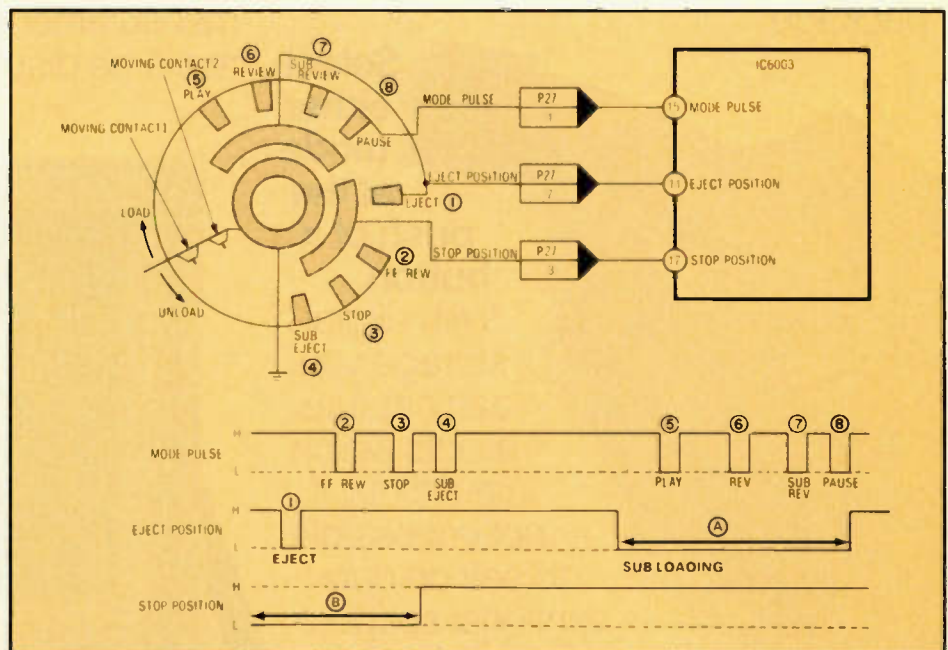 ⑦
⑥ SUB
REVIEW REVIEW
MOVING CONTACT2
⑤
PLAY
⑧
IC6003
MODE PULSE P27 15 MODE PULSE
1
PAUSE
MOVING CONTACT1
EJECT POSITION P27 14 EJECT POSITION
7
EJECT ①
LOAD
②
FF REW
STOP POSITION P27 17 STOP POSITION
3
UNLOAD
SUB STOP
EJECT ③
④
② ③ ④ ⑤ ⑥ ⑦ ⑧
H
MODE PULSE
L
FF REW STOP SUB PLAY REV SUB PAUSE
EJECT REV
①
H
Ⓐ
EJECT POSITION
L
EJECT SUB LOADING
H
Ⓑ
STOP POSITION
L